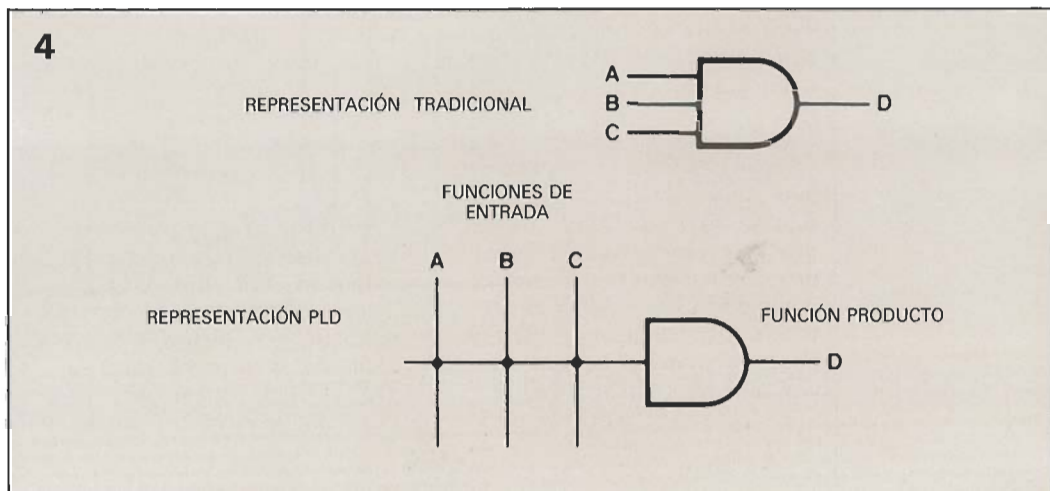 4
REPRESENTACIÓN TRADICIONAL
A
B
C
D
FUNCIONES DE
ENTRADA
A B C
REPRESENTACIÓN PLD
FUNCIÓN PRODUCTO
D